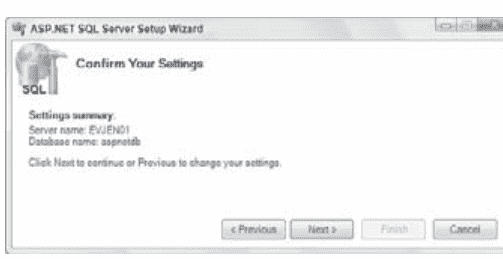 ASP.NET SQL Server Setup Wizard
Confirm Your Settings
SQL
Settings summary.
Server name: EVJEN01
Database name: aspnetdb
Click Next to continue or Previous to change your settings.
< Previous
Next >
Finish
Cancel